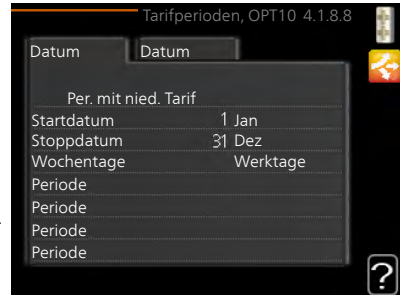 Tarifperioden, OPT10 4.1.8.8
Datum Datum
Per. mit nied. Tarif
Startdatum 1 Jan
Stoppdatum 31 Dez
Wochentage Werktage
Periode
Periode
Periode
Periode
?